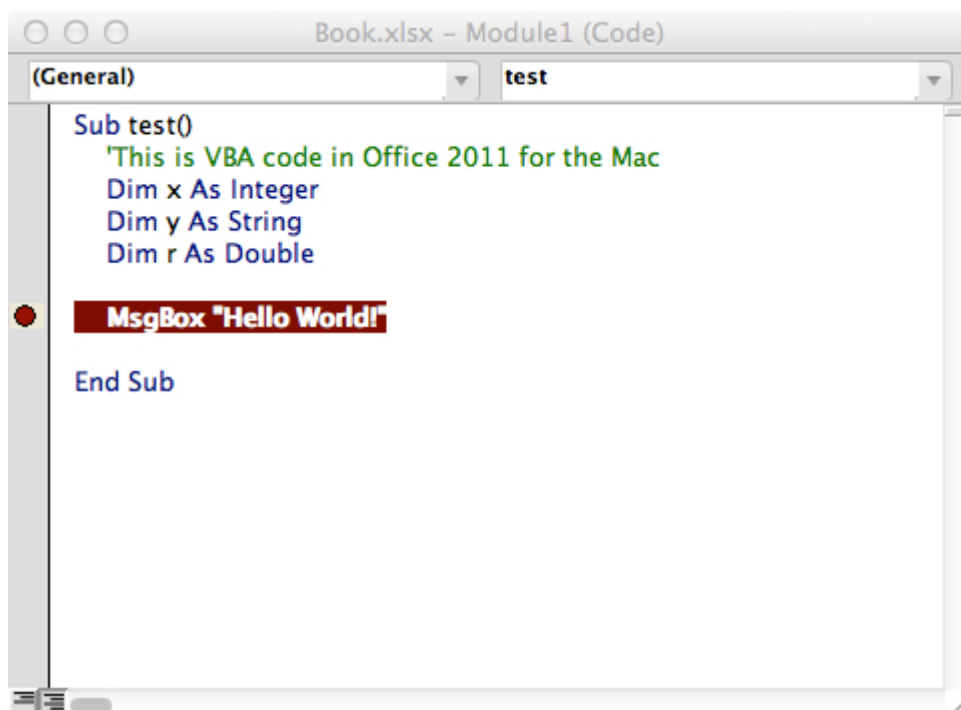 Book.xlsx – Module1 (Code)
(General) test
Sub test()
'This is VBA code in Office 2011 for the Mac
Dim x As Integer
Dim y As String
Dim r As Double
MsgBox "Hello World!"
End Sub